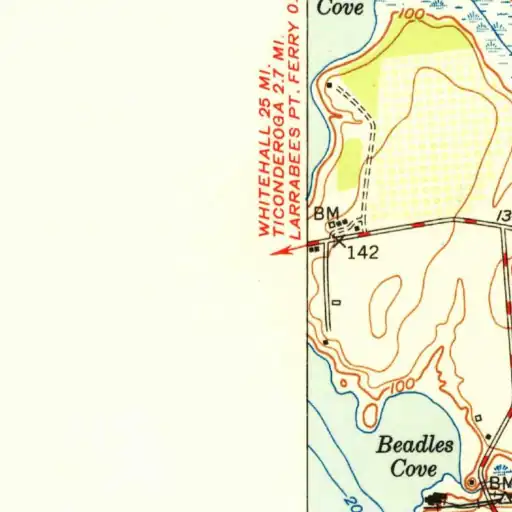 Cove
100
WHITEHALL 25 MI.
TICONDEROGA 2.7 MI.
LARRABEES PT. FERRY 0.
BM
142
13
100
Beadles
Cove
BM
20